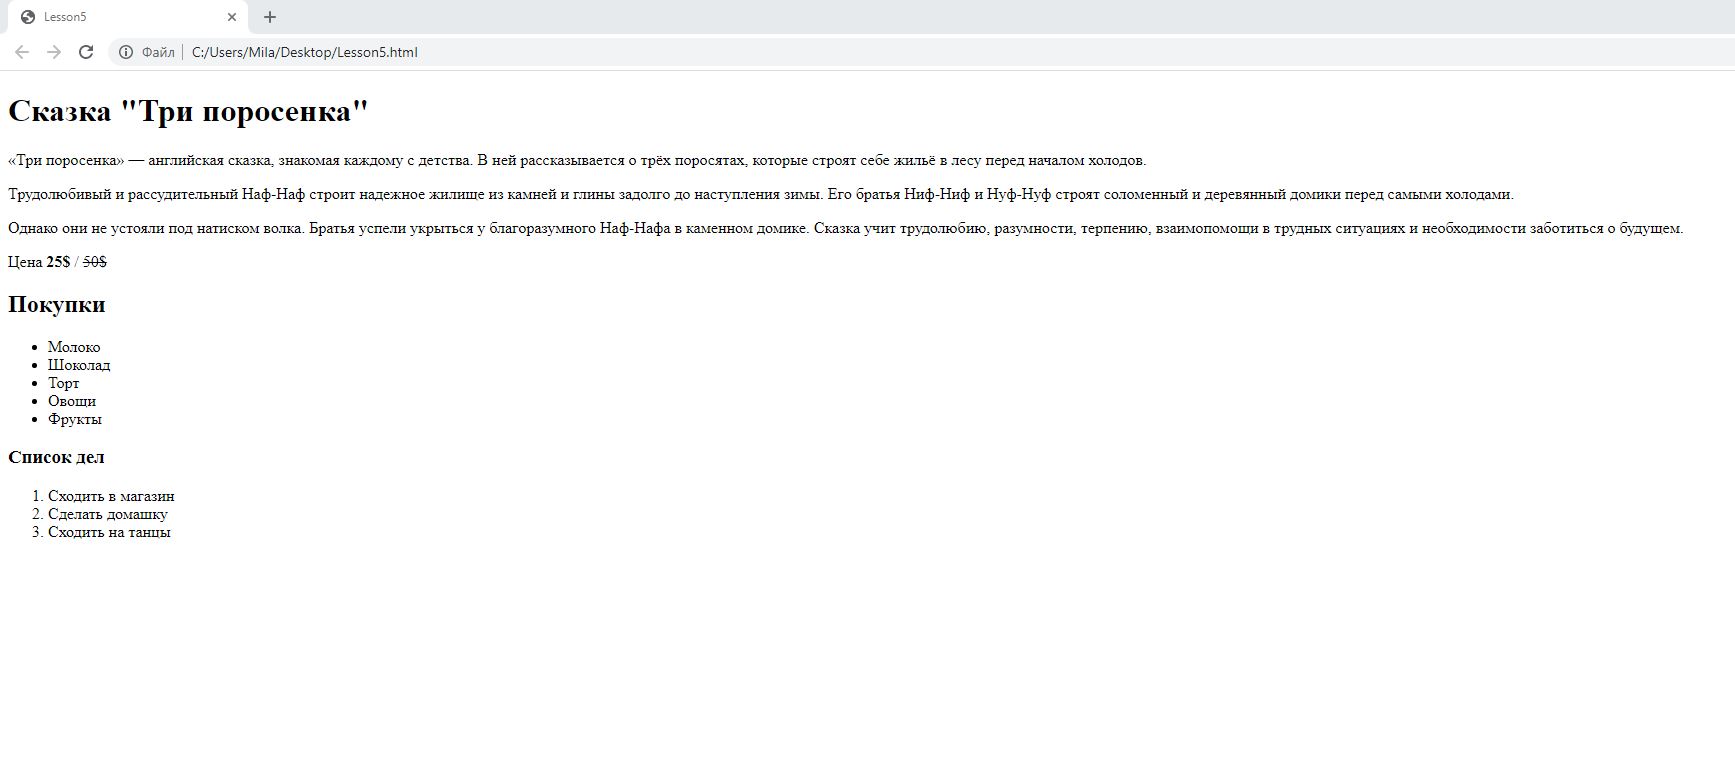 Lesson5
Файл C:/Users/Mila/Desktop/Lesson5.html
Сказка "Три поросенка"
«Три поросенка» — английская сказка, знакомая каждому с детства. В ней рассказывается о трёх поросятах, которые строят себе жильё в лесу перед началом холодов.
Трудолюбивый и рассудительный Наф-Наф строит надежное жилище из камней и глины задолго до наступления зимы. Его братья Ниф-Ниф и Нуф-Нуф строят соломенный и деревянный домики перед самыми холодами.
Однако они не устояли под натиском волка. Братья успели укрыться у благоразумного Наф-Нафа в каменном домике. Сказка учит трудолюбию, разумности, терпению, взаимопомощи в трудных ситуациях и необходимости заботиться о будущем.
Цена 25$ / 50$
Покупки
• Молоко
• Шоколад
• Торт
• Овощи
• Фрукты
Список дел
1. Сходить в магазин
2. Сделать домашку
3. Сходить на танцы